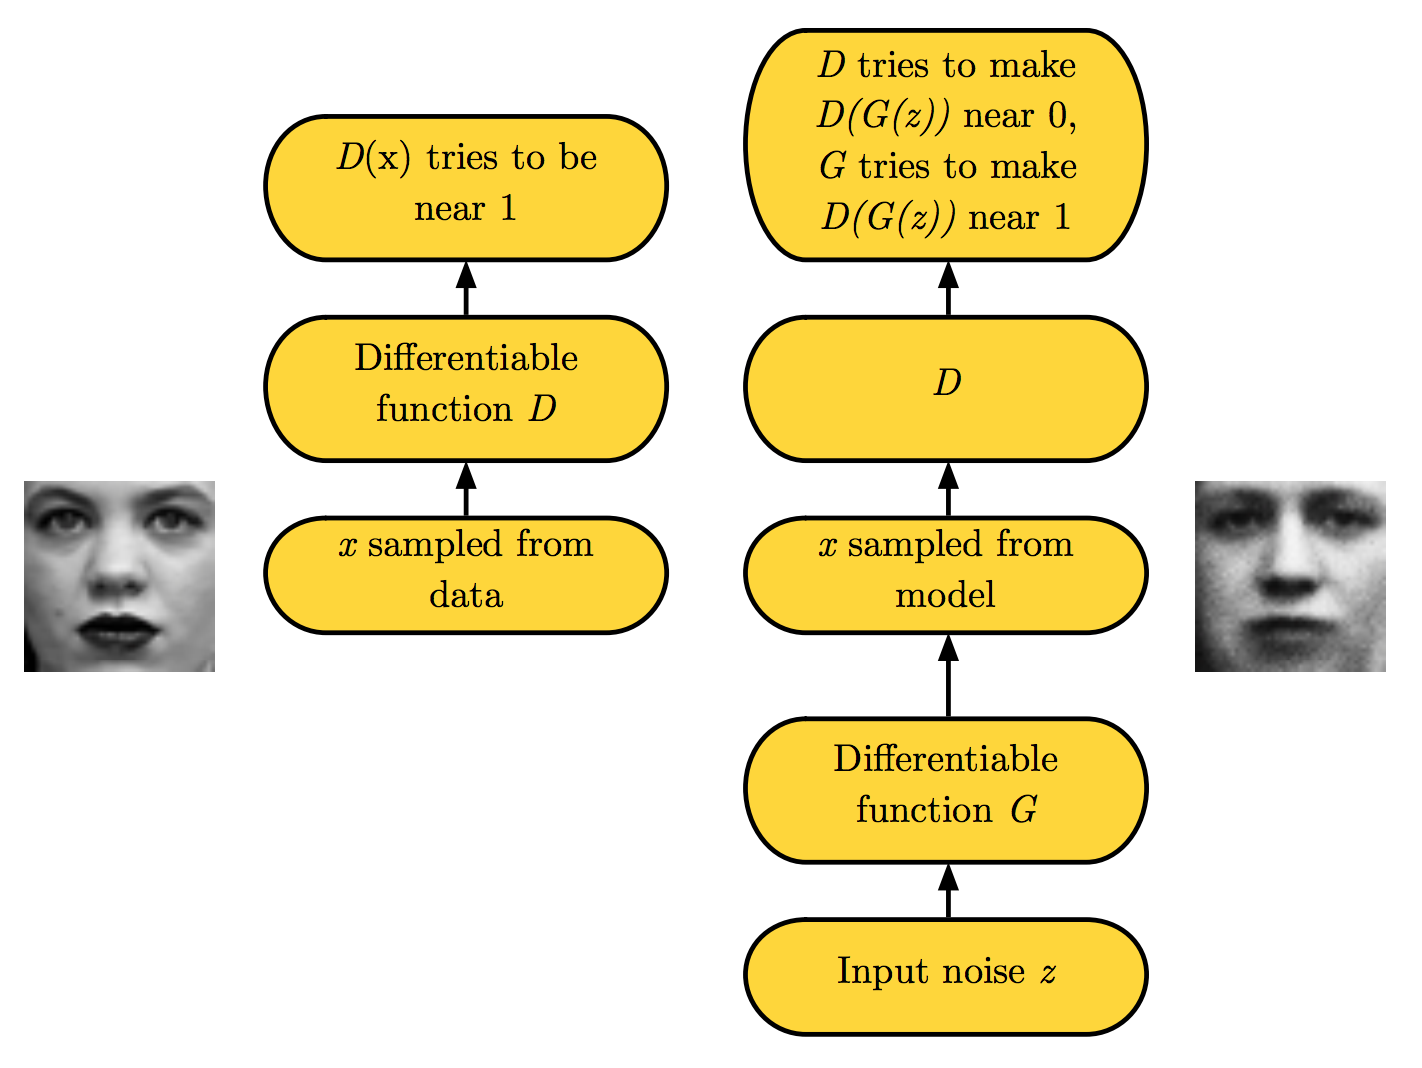 D(x) tries to be
near 1
Differentiable
function D
x sampled from
data
D tries to make
D(G(z)) near 0,
G tries to make
D(G(z)) near 1
D
x sampled from
model
Differentiable
function G
Input noise z